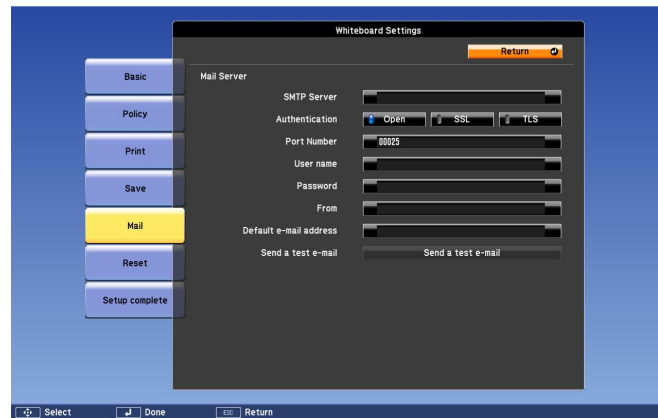 Whiteboard Settings
Return
Basic
Policy
Print
Save
Mail
Reset
Setup complete
Mail Server
SMTP Server
Authentication Open SSL TLS
Port Number 00025
User name
Password
From
Default e-mail address
Send a test e-mail Send a test e-mail
Select Done ESC Return